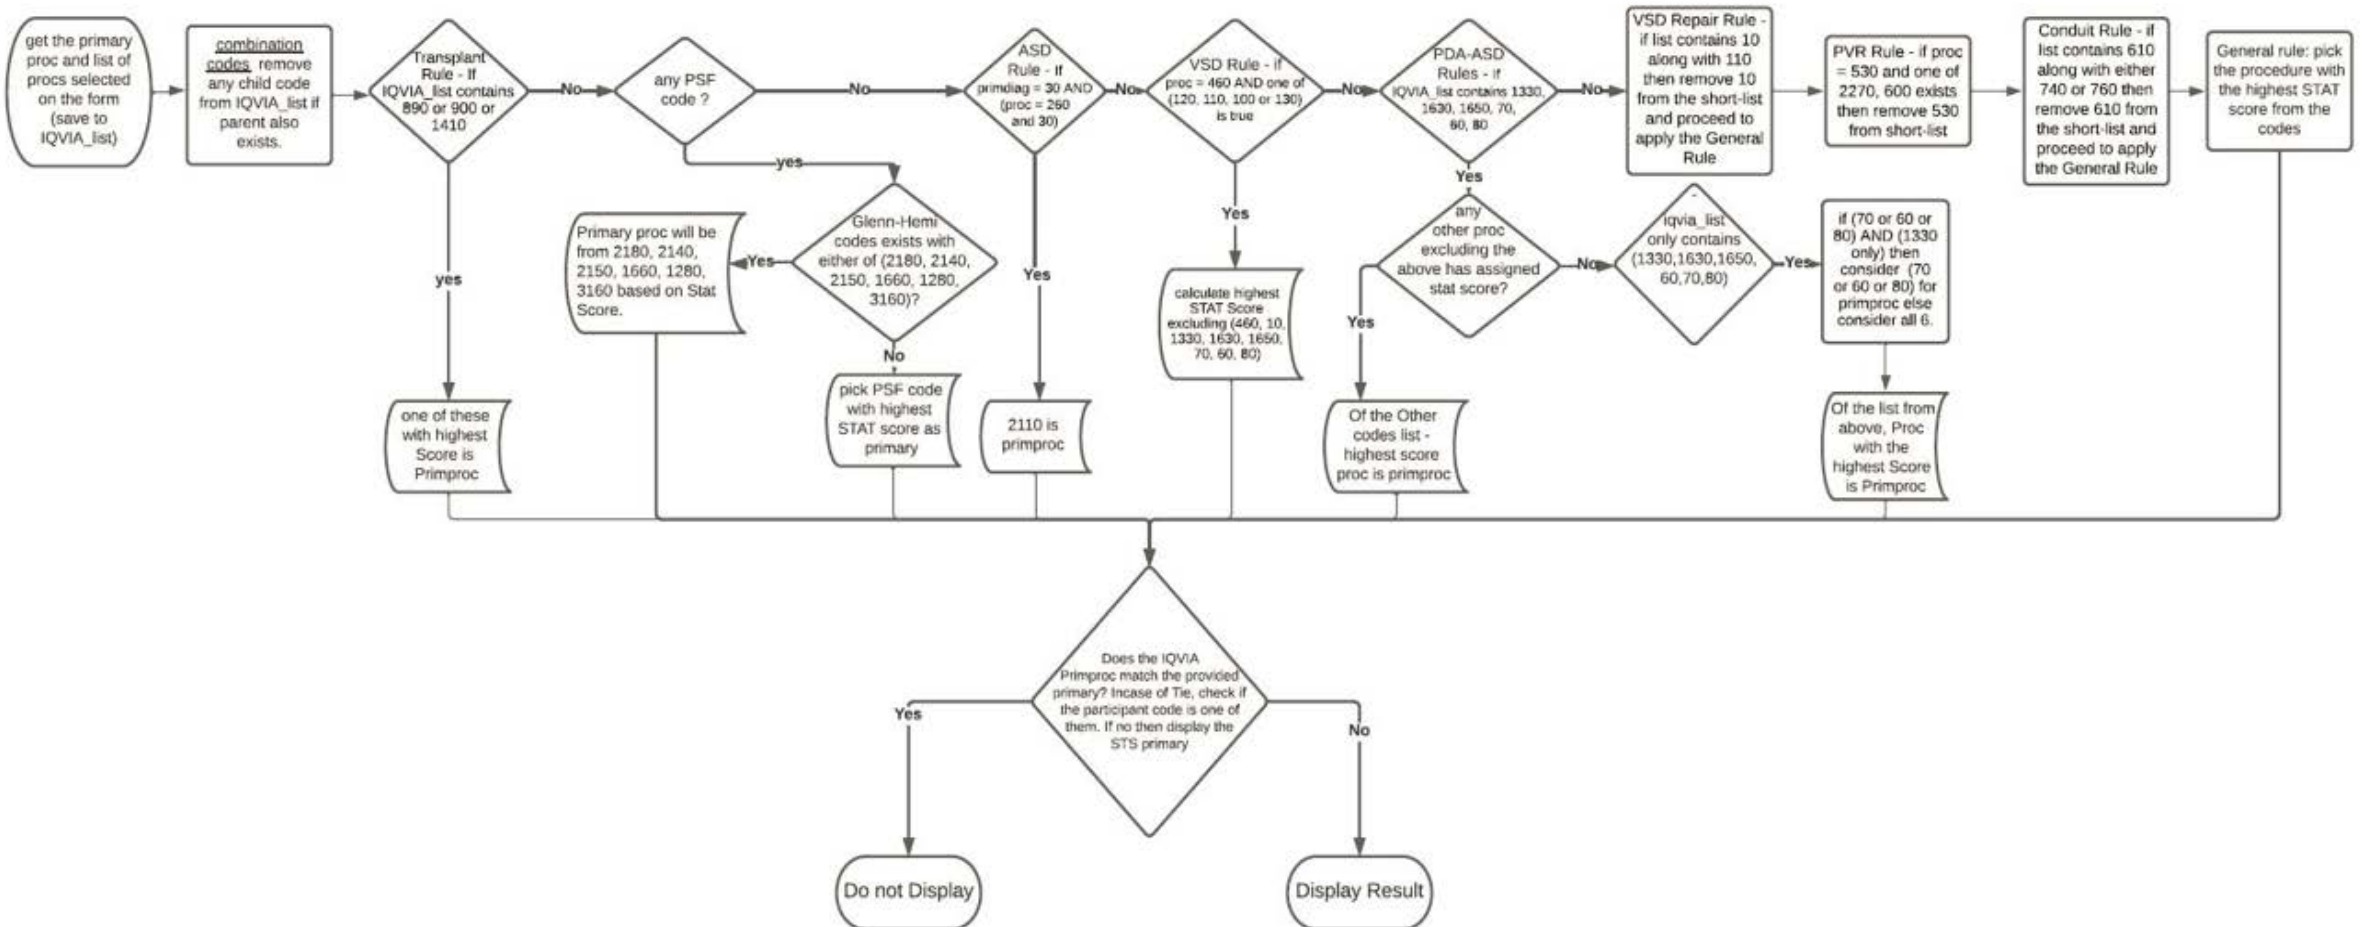 get the primary
proc and list of
procs selected
on the form
(save to
IQVIA_list)
combination
codes remove
any child code
from IQVIA_list if
parent also
exists.
Transplant
Rule - If
IQVIA_list contains
890 or 900 or
1410
No
any PSF
code ?
No
ASD
Rule - If
primdiag = 30 AND
(proc = 260
and 30)
No
VSD Rule - if
proc = 460 AND one of
(120, 110, 100 or 130)
is true
No
PDA-ASD
Rules - if
IQVIA_list contains 1330,
1630, 1650, 70,
60, 80
No
VSD Repair Rule -
if list contains 10
along with 110
then remove 10
from the short-list
and proceed to
apply the General
Rule
PVR Rule - if proc
= 530 and one of
2270, 600 exists
then remove 530
from short-list
Conduit Rule - if
list contains 610
along with either
740 or 760 then
remove 610 from
the short-list and
proceed to apply
the General Rule
General rule: pick
the procedure with
the highest STAT
score from the
codes
yes
yes
Primary proc will be
from 2180, 2140,
2150, 1660, 1280,
3160 based on Stat
Score.
Yes
Glenn-Hemi
codes exists with
either of (2180, 2140,
2150, 1660, 1280,
3160)?
No
Yes
Yes
Yes
any
other proc
excluding the
above has assigned
stat score?
No
-
iqvia_list
only contains
(1330,1630,1650,
60,70,80)
Yes
if (70 or 60 or
80) AND (1330
only) then
consider (70
or 60 or 80) for
primproc else
consider all 6.
calculate highest
STAT Score
excluding (460, 10,
1330, 1630, 1650,
70, 60, 80)
Yes
one of these
with highest
Score is
Primproc
pick PSF code
with highest
STAT score as
primary
2110 is
primproc
Of the Other
codes list -
highest score
proc is primproc
Of the list from
above, Proc
with the
highest Score
is Primproc
Does the IQVIA
Primproc match the provided
primary? Incase of Tie, check if
the participant code is one of
them. If no then display the
STS primary
Yes
No
Do not Display
Display Result